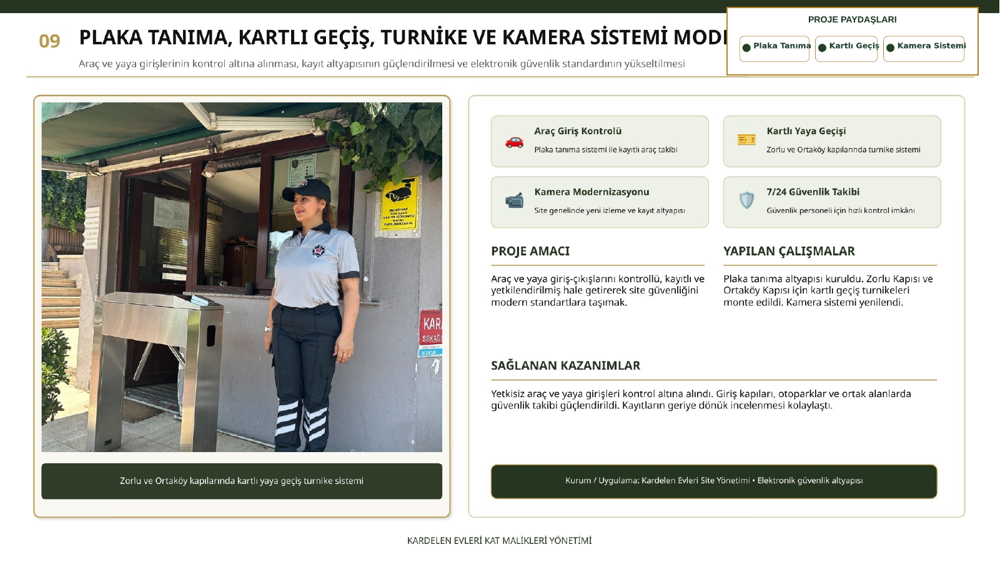 PROJE PAYDAŞLARI
Plaka Tanıma
Kartlı Geçiş
Kamera Sistemi
09
PLAKA TANIMA, KARTLI GEÇİŞ, TURNİKE VE KAMERA SİSTEMİ
Araç ve yaya girişlerinin kontrol altına alınması, kayıt altyapısının güçlendirilmesi ve elektronik güvenlik standardının yükseltilmesi
BU SİTEDE
7/24 SAAT
SES VE GÖRÜNTÜ
KAYDI
YAPILMAKTADIR.
KAR
SOKAĞI
BEŞİKTAŞ
Zorlu ve Ortaköy kapılarında kartlı yaya geçiş turnike sistemi
Araç Giriş Kontrolü
Plaka tanıma sistemi ile kayıtlı araç takibi
Kartlı Yaya Geçişi
Zorlu ve Ortaköy kapılarında turnike sistemi
Kamera Modernizasyonu
Site genelinde yeni izleme ve kayıt altyapısı
7/24 Güvenlik Takibi
Güvenlik personeli için hızlı kontrol imkânı
PROJE AMACI
Araç ve yaya giriş-çıkışlarını kontrollü, kayıtlı ve
yetkilendirilmiş hale getirerek site güvenliğini
modern standartlara taşımak.
YAPILAN ÇALIŞMALAR
Plaka tanıma altyapısı kuruldu. Zorlu Kapısı ve
Ortaköy Kapısı için kartlı geçiş turnikeleri
monte edildi. Kamera sistemi yenilendi.
SAĞLANAN KAZANIMLAR
Yetkisiz araç ve yaya girişleri kontrol altına alındı. Giriş kapıları, otoparklar ve ortak alanlarda
güvenlik takibi güçlendirildi. Kayıtların geriye dönük incelenmesi kolaylaştı.
Kurum / Uygulama: Kardelen Evleri Site Yönetimi • Elektronik güvenlik altyapısı
KARDELEN EVLERİ KAT MALİKLERİ YÖNETİMİ